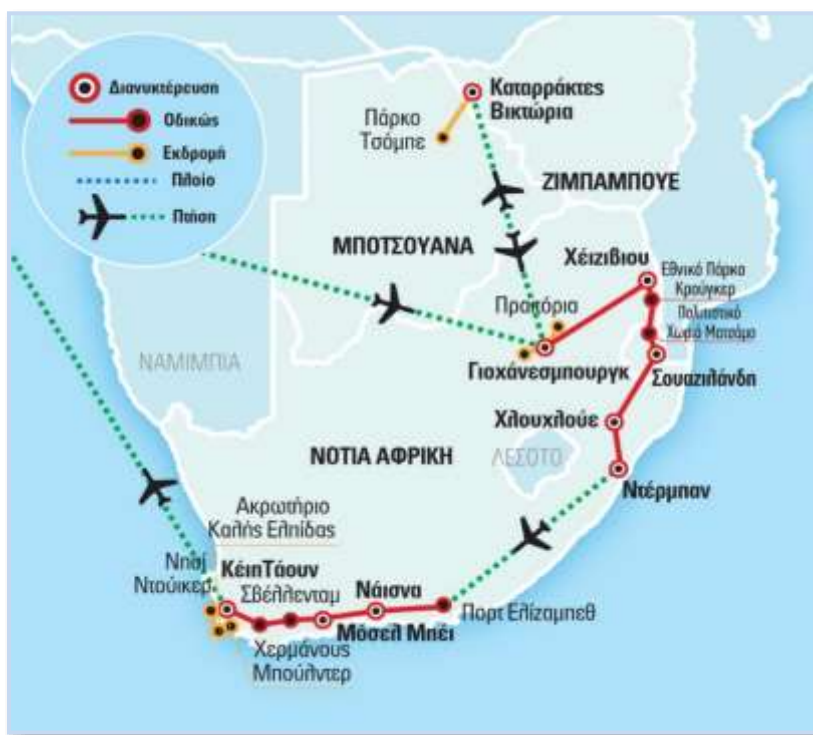 Διανυκτέρευση
Οδικώς
Εκδρομή
Πλοίο
Πτήση
Καταρράκτες
Βικτώρια
Πάρκο
Τσόμπε
ΖΙΜΠΑΜΠΟΥΕ
ΜΠΟΤΣΟΥΑΝΑ
Χέιζιβιου
Εθνικό Πάρκο
Κρούγκερ
Πολιτιστικό
Χωριό Ματσάμο
Πρατόρια
Γιοχάνεσμπουργκ
Σουαζιλάνδη
ΝΑΜΙΜΠΙΑ
Χλουχλούε
ΝΟΤΙΑ ΑΦΡΙΚΗ
ΛΕΣΟΤΟ
Ντέρμπαν
Ακρωτήριο
Καλής Ελπίδας
Νησί
Ντούικερ
ΚέιπΤάουν
Σβέλλενταμ
Νάισνα
Μόσελ Μπέι
Πορτ Ελίζαμπεθ
Χερμάνους
Μπούλντερ